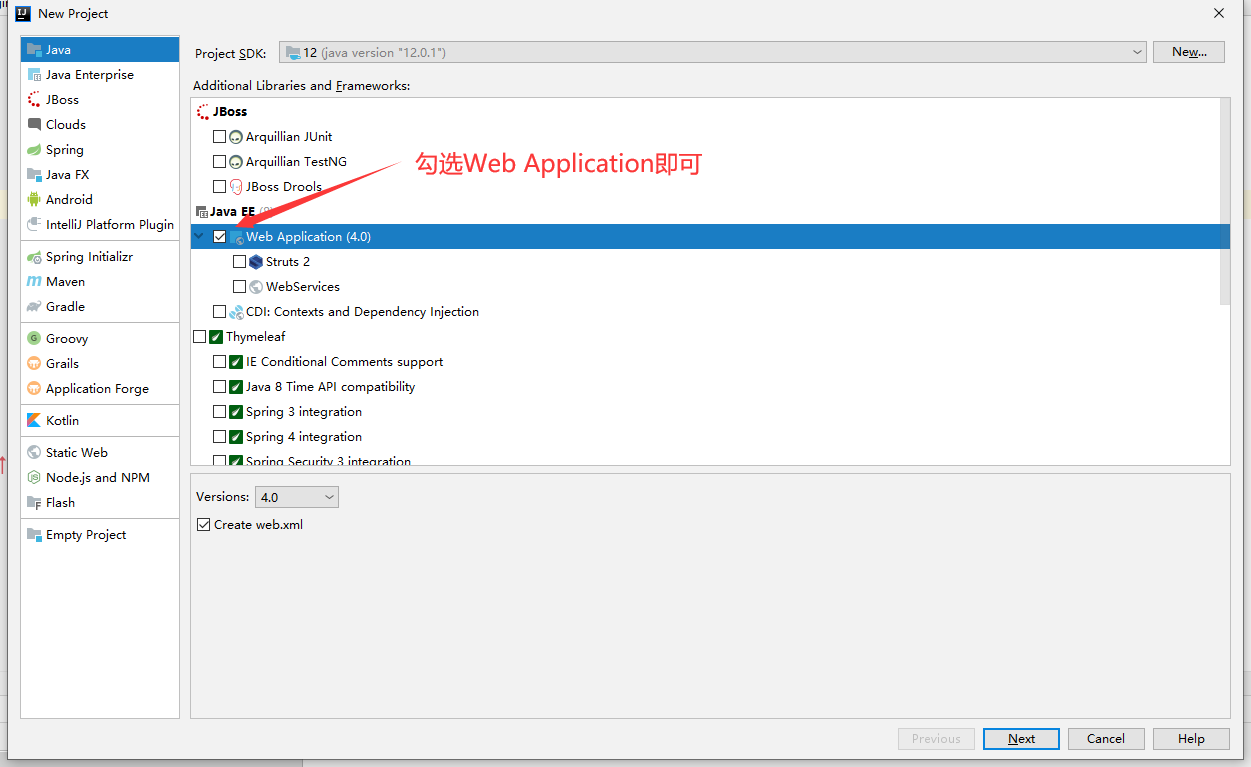 New Project
Java
Java Enterprise
JBoss
Clouds
Spring
Java FX
Android
IntelliJ Platform Plugin
Spring Initializr
Maven
Gradle
Groovy
Grails
Application Forge
Kotlin
Static Web
Node.js and NPM
Flash
Empty Project
Project SDK: 12 (java version "12.0.1") New...
Additional Libraries and Frameworks:
JBoss
Arquillian JUnit
Arquillian TestNG
勾选Web Application即可
JBoss Drools
Java EE
Web Application (4.0)
Struts 2
WebServices
CDI: Contexts and Dependency Injection
Thymeleaf
IE Conditional Comments support
Java 8 Time API compatibility
Spring 3 integration
Spring 4 integration
Spring Security 3 integration
Versions: 4.0
Create web.xml
Previous Next Cancel Help